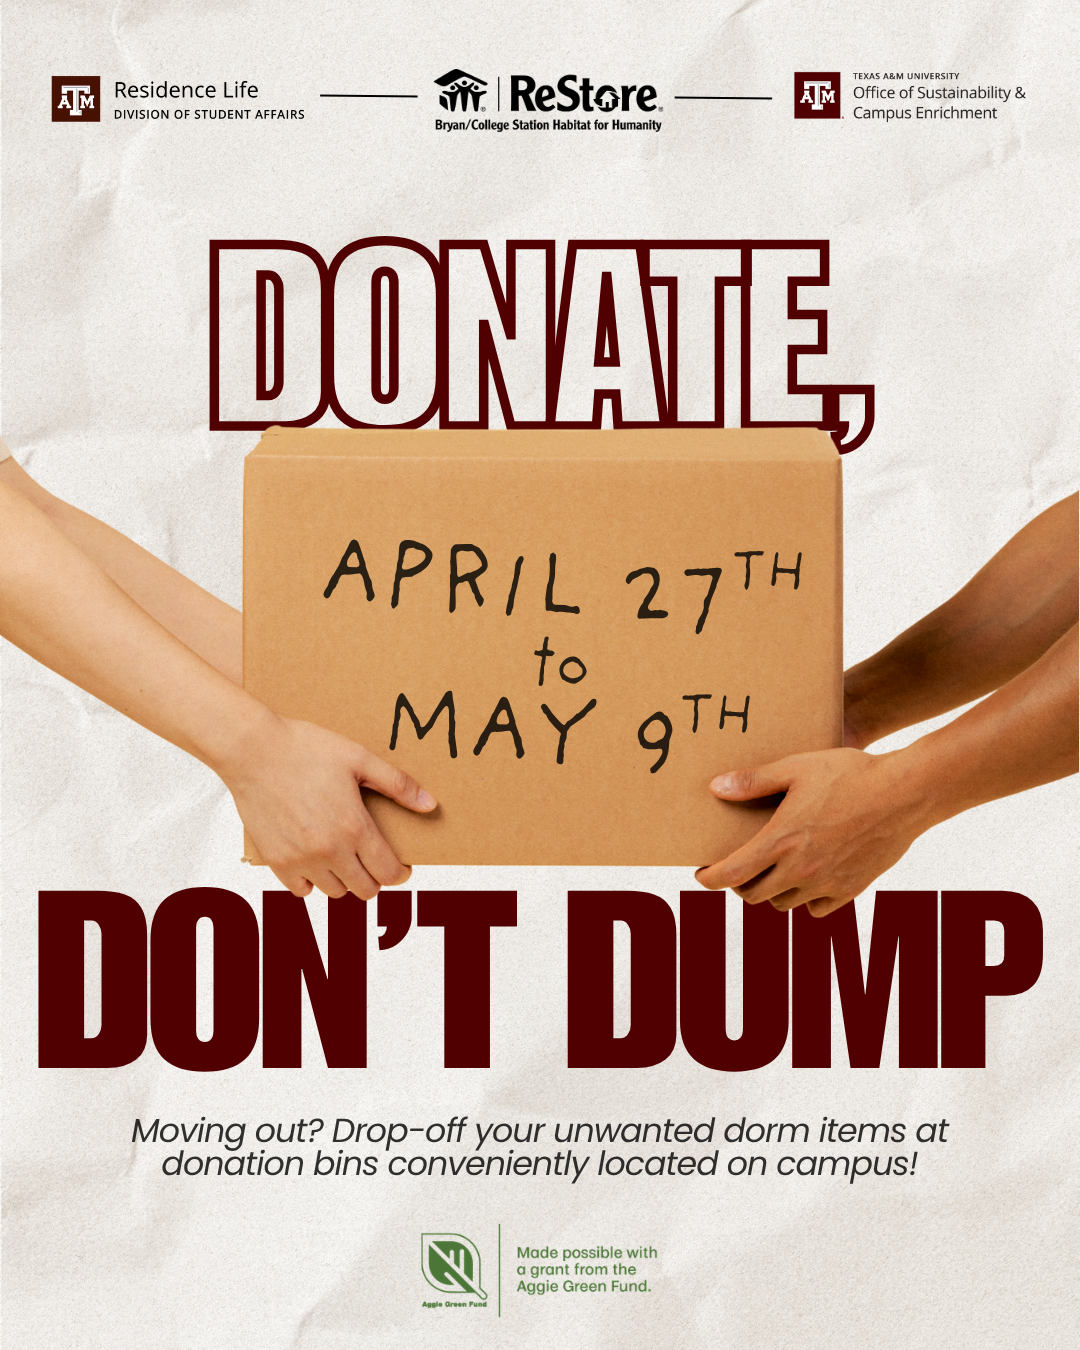 ATM
Residence Life
DIVISION OF STUDENT AFFAIRS
ReStore
Bryan/College Station Habitat for Humanity
ATM
TEXAS A&M UNIVERSITY
Office of Sustainability &
Campus Enrichment
DONATE,
APRIL 27TH
to
MAY 9TH
DON'T DUMP
Moving out? Drop-off your unwanted dorm items at
donation bins conveniently located on campus!
Aggie Green Fund
Made possible with
a grant from the
Aggie Green Fund.